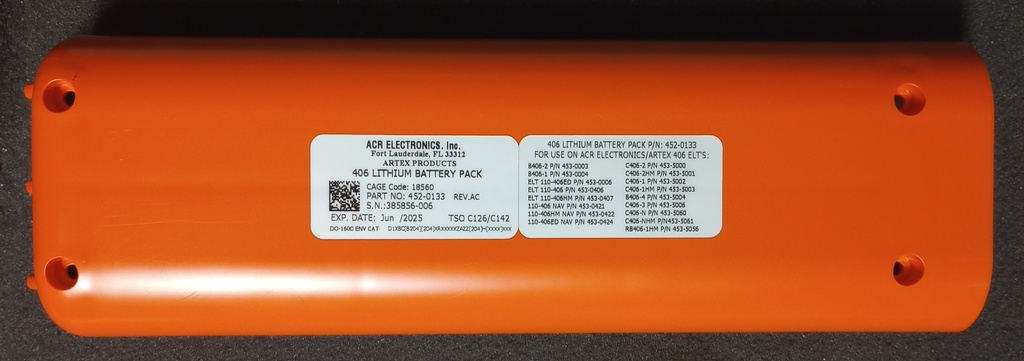 ACR ELECTRONICS, Inc.
Fort Lauderdale, FL 33312
ARTEX PRODUCTS
406 LITHIUM BATTERY PACK
CAGE Code: 18560
PART NO: 452-0133 REV.AC
S.N.:385856-006
EXP. DATE: Jun /2025 TSO C126/C142
DO-160C ENV CAT
406 LITHIUM BATTERY PACK P/N: 452-0133
FOR USE ON ACR ELECTRONICS/ARTEX 406 ELT'S:
B406-2 P/N 453-0003
B406-1 P/N 453-0004
ELT 110-406ED P/N 453-0006
ELT 110-406 P/N 453-0406
ELT 110-406HM P/N 453-0407
110-406 NAV P/N 453-0421
110-406HM NAV P/N 453-0422
110-406ED NAV P/N 453-0424
C406-2 P/N 453-5000
C406-2HM P/N 453-5001
C406-1 P/N 453-5002
C406-1HM P/N 453-5003
B406-4 P/N 453-5004
C406-3 P/N 453-5006
C406-N P/N 453-5060
C406-NHM P/N453-5061
RB406-1HM P/N 453-5056